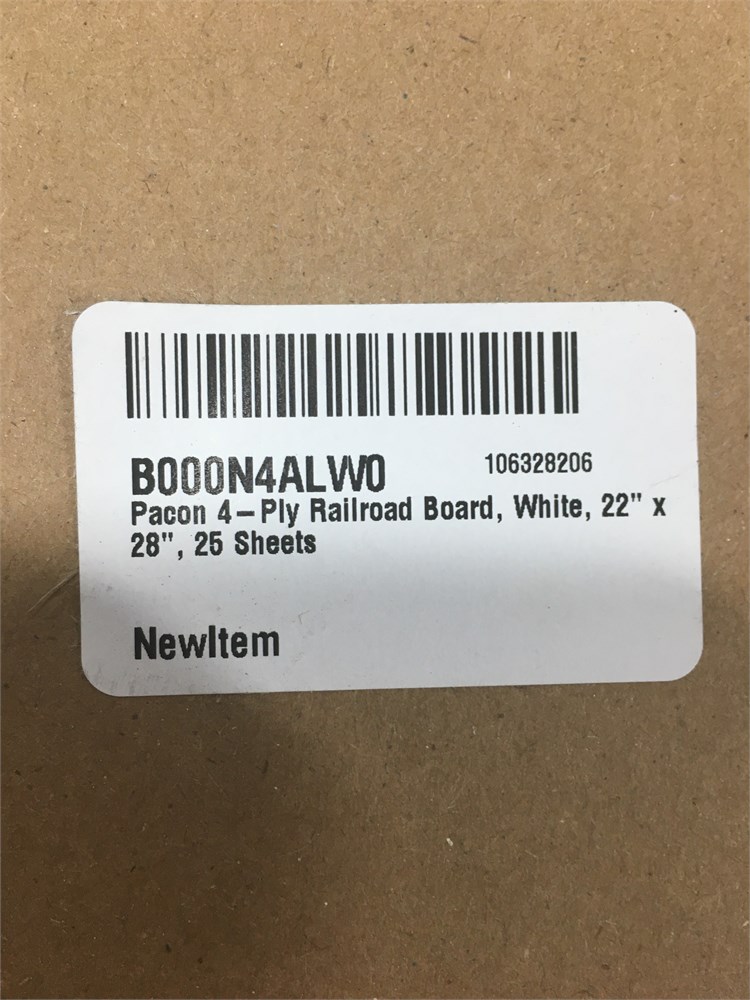 B000N4ALW0 106328206
Pacon 4-Ply Railroad Board, White, 22" x
28", 25 Sheets
NewItem